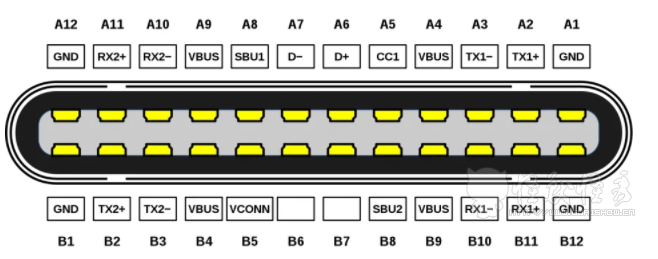 A12 A11 A10 A9 A8 A7 A6 A5 A4 A3 A2 A1
GND RX2+ RX2− VBUS SBU1 D− D+ CC1 VBUS TX1− TX1+ GND
GND TX2+ TX2− VBUS VCONN SBU2 VBUS RX1− RX1+ GND
B1 B2 B3 B4 B5 B6 B7 B8 B9 B10 B11 B12